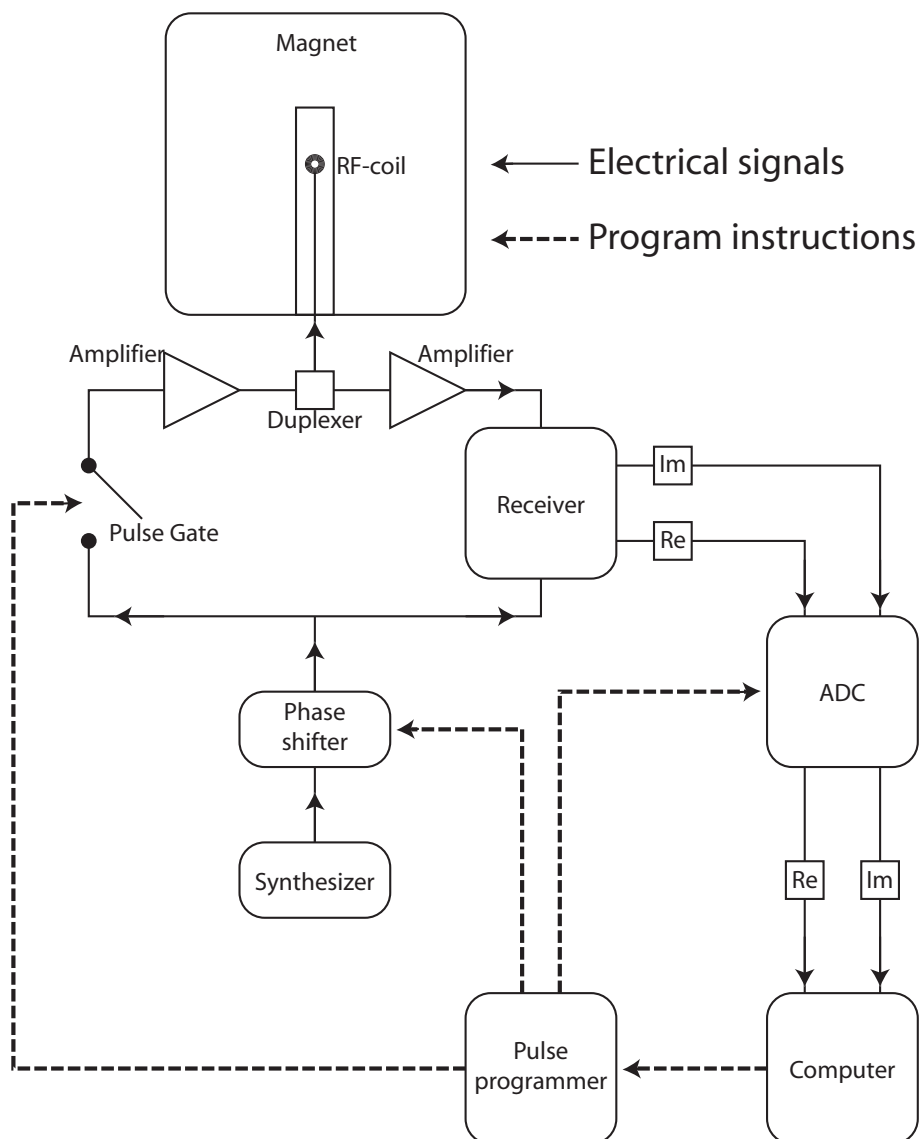 Magnet
RF-coil
Electrical signals
Program instructions
Amplifier
Amplifier
Duplexer
Im
Receiver
Pulse Gate
Re
ADC
Phase
shifter
Synthesizer
Re
Im
Pulse
programmer
Computer